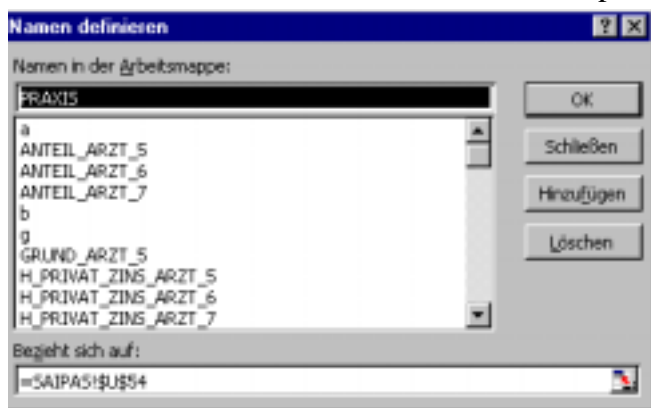 Namen definieren
Namen in der Arbeitsmappe:
PRAXIS
OK
a
ANTEIL_ARZT_5
Schließen
ANTEIL_ARZT_6
ANTEIL_ARZT_7
Hinzufügen
b
g
GRUND_ARZT_5
Löschen
H_PRIVAT_ZINS_ARZT_5
H_PRIVAT_ZINS_ARZT_6
H_PRIVAT_ZINS_ARZT_7
Bezieht sich auf:
=SAIPAS!$U$54